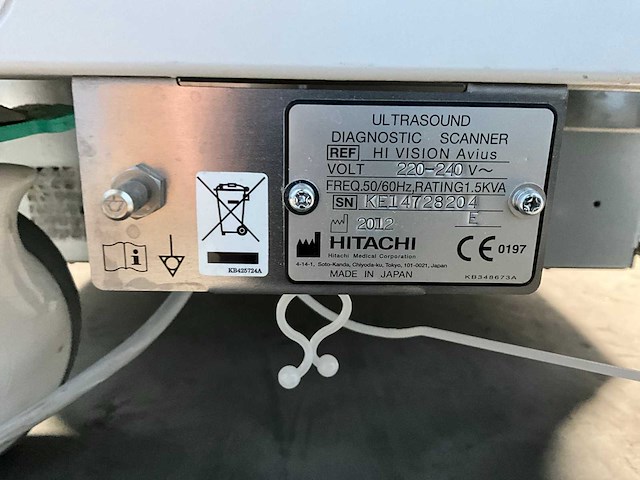 ULTRASOUND
DIAGNOSTIC SCANNER
REF HI VISION Avius
VOLT 220-240 V~
FREQ.50/60Hz,RATING1.5KVA
SN KE14728204
2012 E
HITACHI
CE 0197
Hitachi Medical Corporation
4-14-1, Soto-Kanda, Chiyoda-ku, Tokyo, 101-0021, Japan
MADE IN JAPAN
KB348673A
i
KB425724A